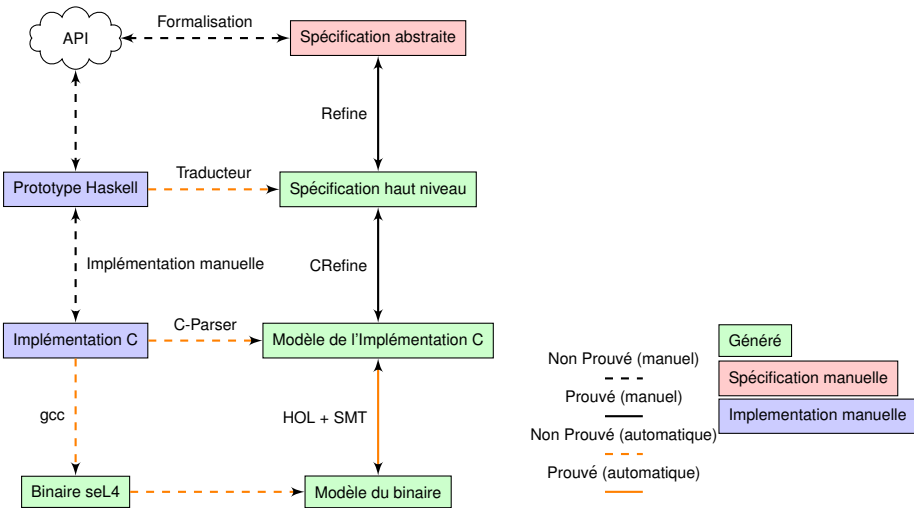 Formalisation
API
Spécification abstraite
Refine
Traducteur
Prototype Haskell
Spécification haut niveau
Implémentation manuelle
CRefine
C-Parser
Implémentation C
Modèle de l'Implémentation C
gcc
HOL + SMT
Binaire seL4
Modèle du binaire
Non Prouvé (manuel)
Prouvé (manuel)
Non Prouvé (automatique)
Prouvé (automatique)
Généré
Spécification manuelle
Implementation manuelle